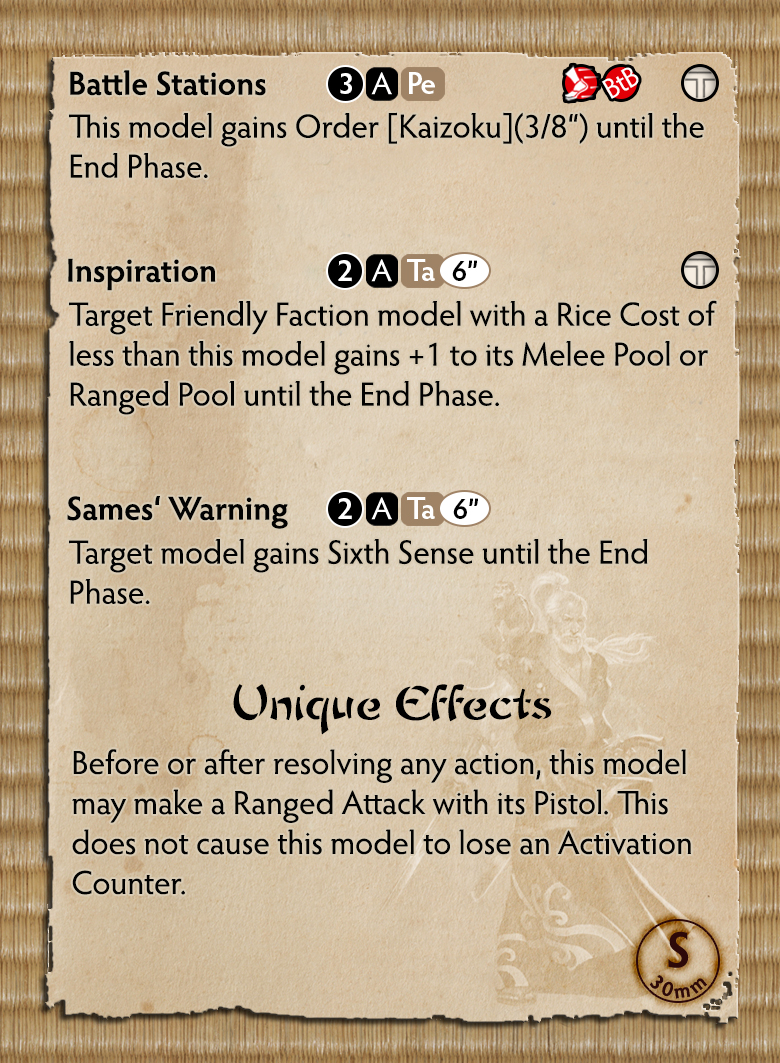 Battle Stations 3 A Pe BtB T
This model gains Order [Kaizoku](3/8") until the
End Phase.
Inspiration 2 A Ta 6" T
Target Friendly Faction model with a Rice Cost of
less than this model gains +1 to its Melee Pool or
Ranged Pool until the End Phase.
Sames' Warning 2 A Ta 6"
Target model gains Sixth Sense until the End
Phase.
Unique Effects
Before or after resolving any action, this model
may make a Ranged Attack with its Pistol. This
does not cause this model to lose an Activation
Counter.
S
30mm